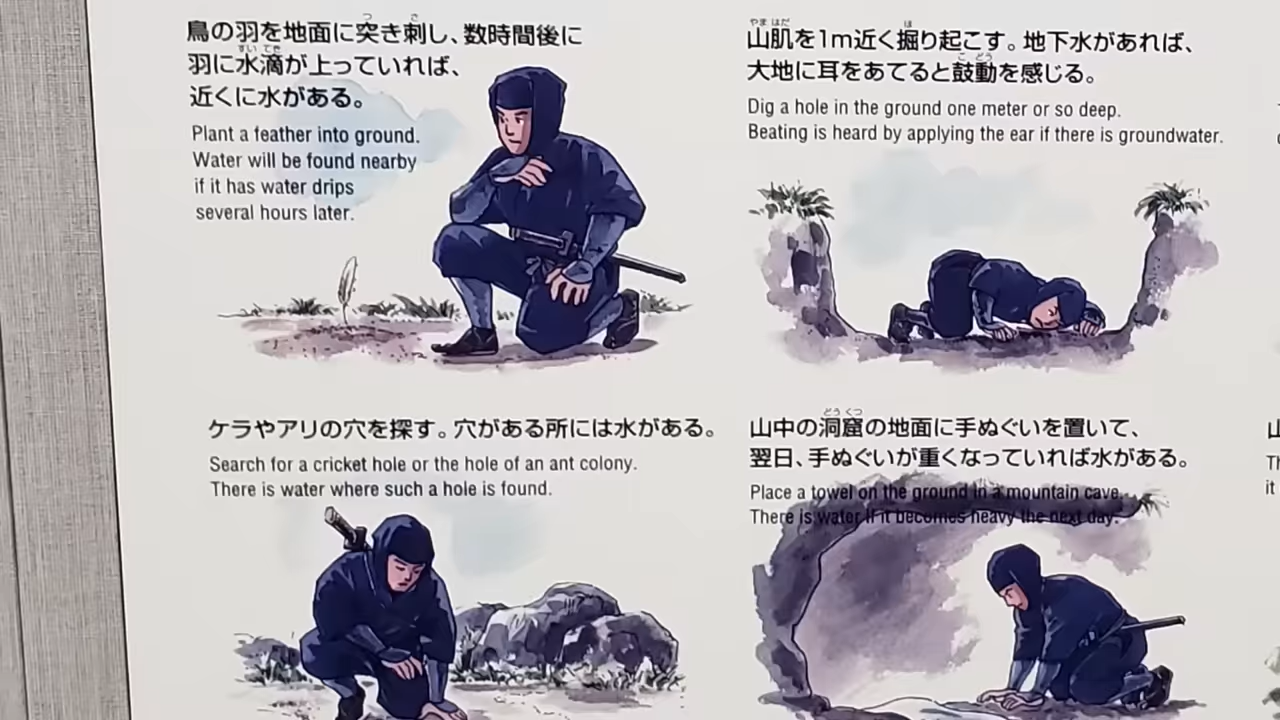 鳥の羽を地面に突き刺し、数時間後に
羽に水滴が上っていれば、
近くに水がある。
Plant a feather into ground.
Water will be found nearby
if it has water drips
several hours later.
山肌を1m近く掘り起こす。地下水があれば、
大地に耳をあてると鼓動を感じる。
Dig a hole in the ground one meter or so deep.
Beating is heard by applying the ear if there is groundwater.
ケラやアリの穴を探す。穴がある所には水がある。
Search for a cricket hole or the hole of an ant colony.
There is water where such a hole is found.
山中の洞窟の地面に手ぬぐいを置いて、
翌日、手ぬぐいが重くなっていれば水がある。
Place a towel on the ground in a mountain cave.
There is water if it becomes heavy the next day.
it